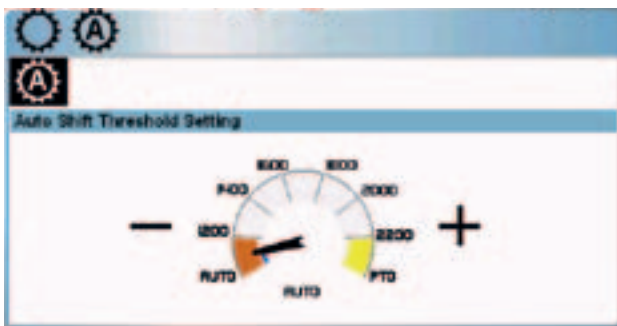 A
A
Auto Shift Threshold Setting
1600 1800
1400 2000
− 1200 2200 +
AUTO PTO
AUTO